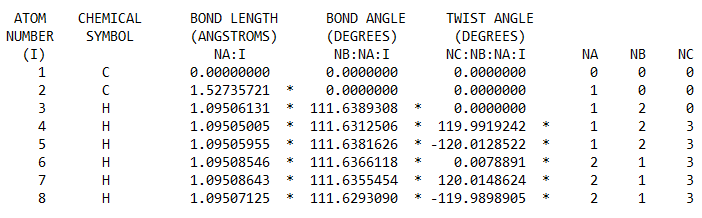 ATOM CHEMICAL BOND LENGTH BOND ANGLE TWIST ANGLE
NUMBER SYMBOL (ANGSTROMS) (DEGREES) (DEGREES)
(I) NA:I NB:NA:I NC:NB:NA:I NA NB NC
1 C 0.00000000 0.0000000 0.0000000 0 0 0
2 C 1.52735721 * 0.0000000 0.0000000 1 0 0
3 H 1.09506131 * 111.6389308 * 0.0000000 1 2 0
4 H 1.09505005 * 111.6312506 * 119.9919242 * 1 2 3
5 H 1.09505955 * 111.6381626 * -120.0128522 * 1 2 3
6 H 1.09508546 * 111.6366118 * 0.0078891 * 2 1 3
7 H 1.09508643 * 111.6355454 * 120.0148624 * 2 1 3
8 H 1.09507125 * 111.6293090 * -119.9898905 * 2 1 3